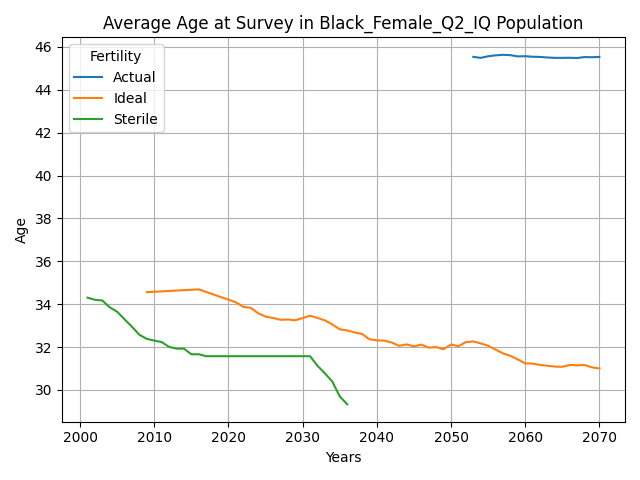 Average Age at Survey in Black_Female_Q2_IQ Population
Fertility
Actual
Ideal
Sterile
Age
46
44
42
40
38
36
34
32
30
2000 2010 2020 2030 2040 2050 2060 2070
Years